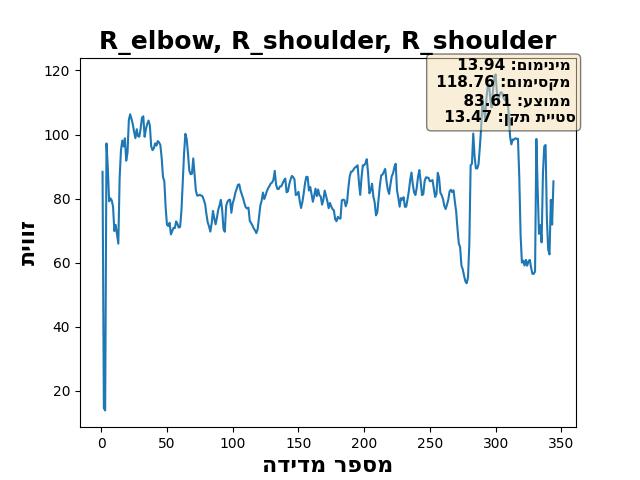 R_elbow, R_shoulder, R_shoulder
מינימום: 13.94
מקסימום: 118.76
ממוצע: 83.61
סטיית תקן: 13.47
120
100
80
60
40
20
זווית
0 50 100 150 200 250 300 350
מספר מדידה